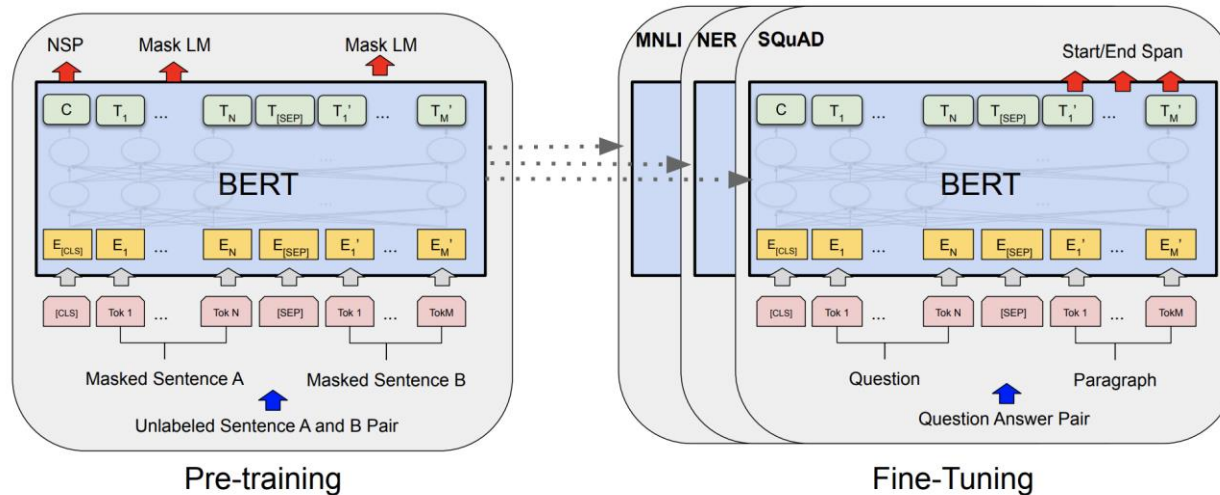 NSP Mask LM Mask LM
C T1 ... TN T[SEP] T1' ... TM'
BERT
E[CLS] E1 ... EN E[SEP] E1' ... EM'
[CLS] Tok 1 ... Tok N [SEP] Tok 1 ... TokM
Masked Sentence A Masked Sentence B
Unlabeled Sentence A and B Pair
Pre-training
MNLI NER SQuAD
Start/End Span
C T1 ... TN T[SEP] T1' ... TM'
BERT
E[CLS] E1 ... EN E[SEP] E1' ... EM'
[CLS] Tok 1 ... Tok N [SEP] Tok 1 ... TokM
Question Paragraph
Question Answer Pair
Fine-Tuning